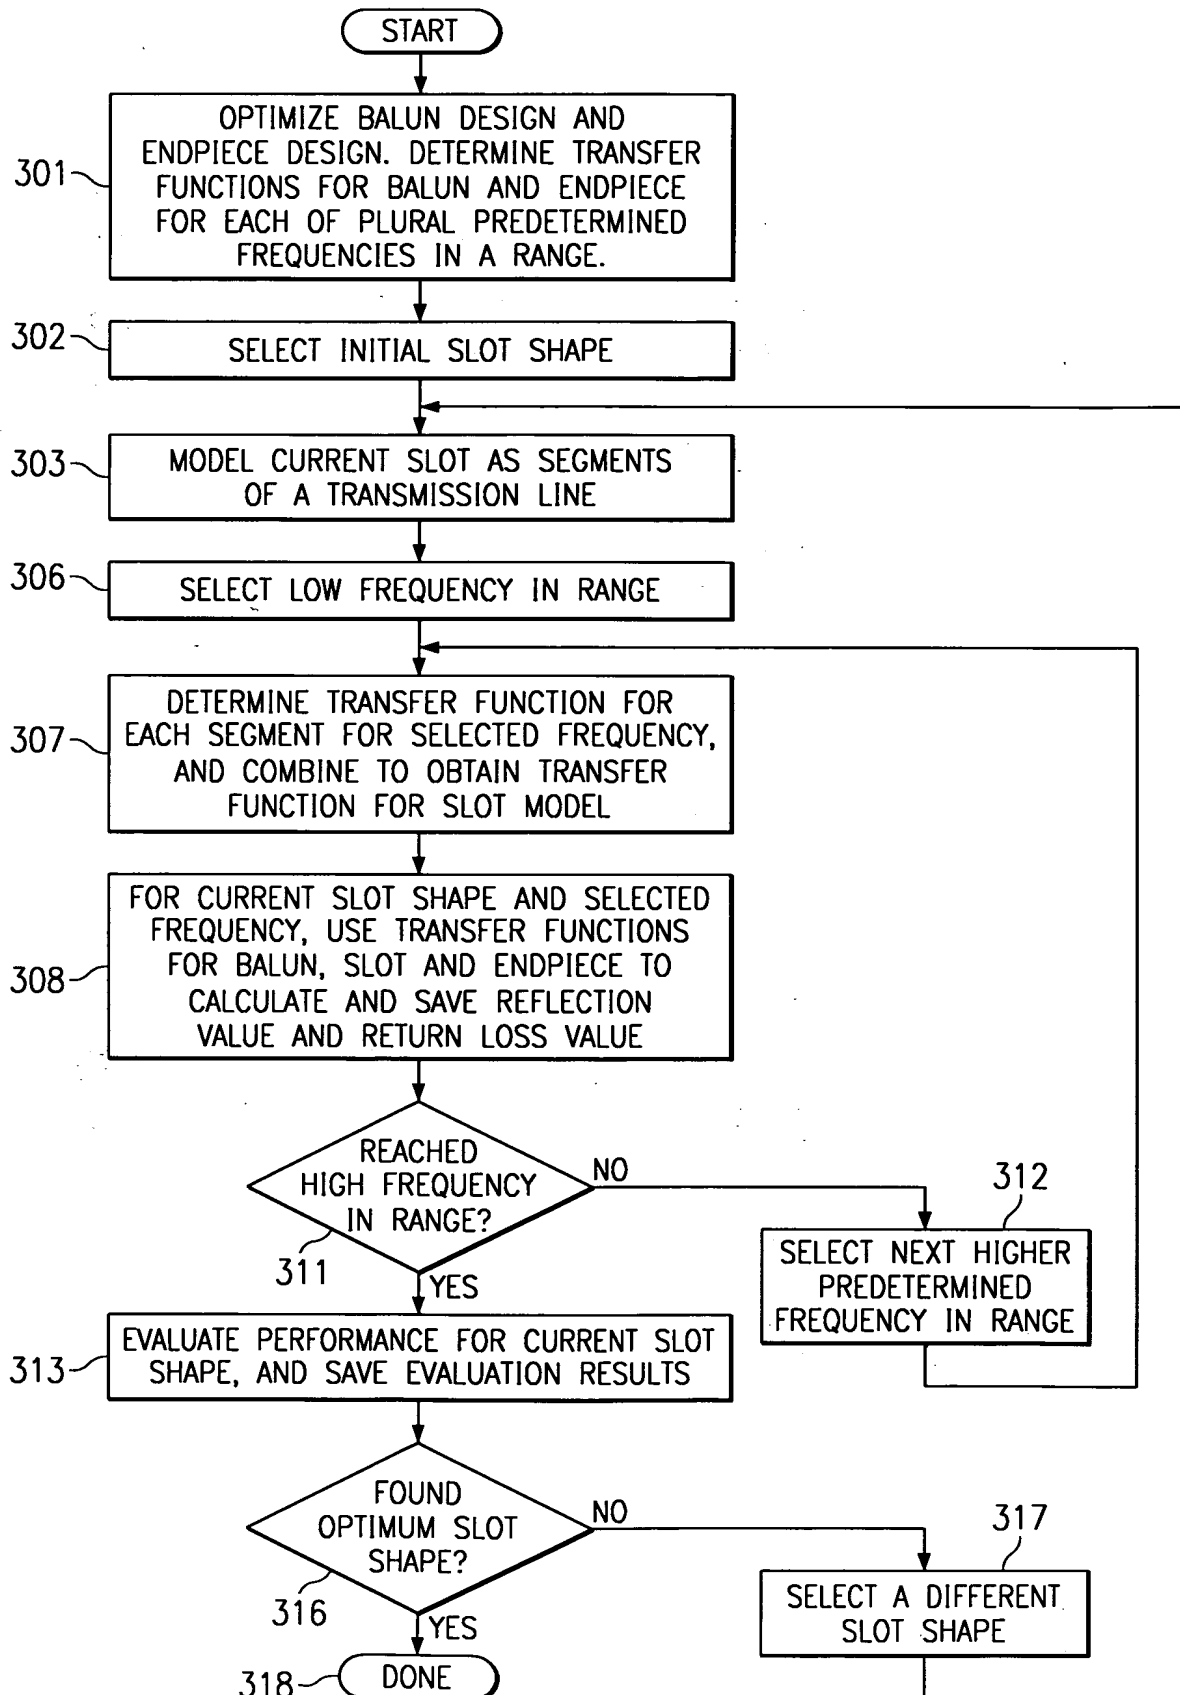 START
301
OPTIMIZE BALUN DESIGN AND
ENDPIECE DESIGN. DETERMINE TRANSFER
FUNCTIONS FOR BALUN AND ENDPIECE
FOR EACH OF PLURAL PREDETERMINED
FREQUENCIES IN A RANGE.
302
SELECT INITIAL SLOT SHAPE
303
MODEL CURRENT SLOT AS SEGMENTS
OF A TRANSMISSION LINE
306
SELECT LOW FREQUENCY IN RANGE
307
DETERMINE TRANSFER FUNCTION FOR
EACH SEGMENT FOR SELECTED FREQUENCY,
AND COMBINE TO OBTAIN TRANSFER
FUNCTION FOR SLOT MODEL
308
FOR CURRENT SLOT SHAPE AND SELECTED
FREQUENCY, USE TRANSFER FUNCTIONS
FOR BALUN, SLOT AND ENDPIECE TO
CALCULATE AND SAVE REFLECTION
VALUE AND RETURN LOSS VALUE
REACHED
HIGH FREQUENCY
IN RANGE?
311
NO
YES
312
SELECT NEXT HIGHER
PREDETERMINED
FREQUENCY IN RANGE
313
EVALUATE PERFORMANCE FOR CURRENT SLOT
SHAPE, AND SAVE EVALUATION RESULTS
FOUND
OPTIMUM SLOT
SHAPE?
316
NO
YES
317
SELECT A DIFFERENT
SLOT SHAPE
318
DONE